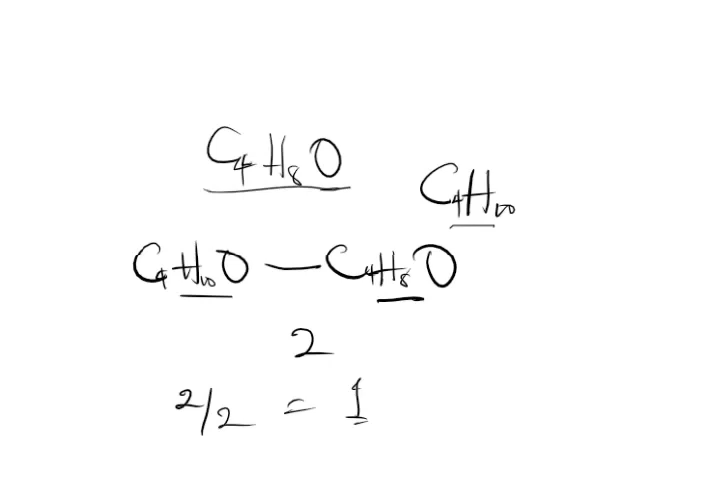 C₄H₈O
C₄H₁₀
C₄H₁₀O — C₄H₈O
2
2/2 = 1